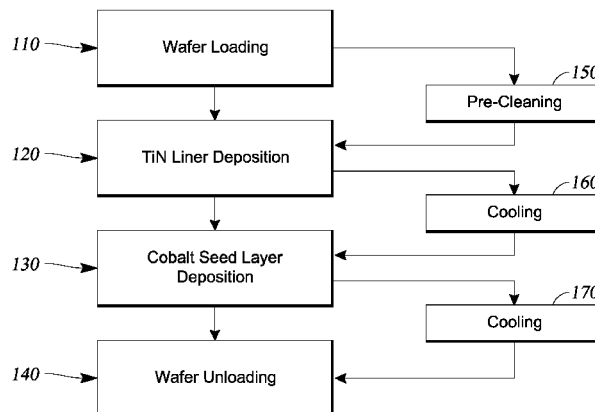 110
Wafer Loading
150
Pre-Cleaning
120
TiN Liner Deposition
160
Cooling
130
Cobalt Seed Layer
Deposition
170
Cooling
140
Wafer Unloading